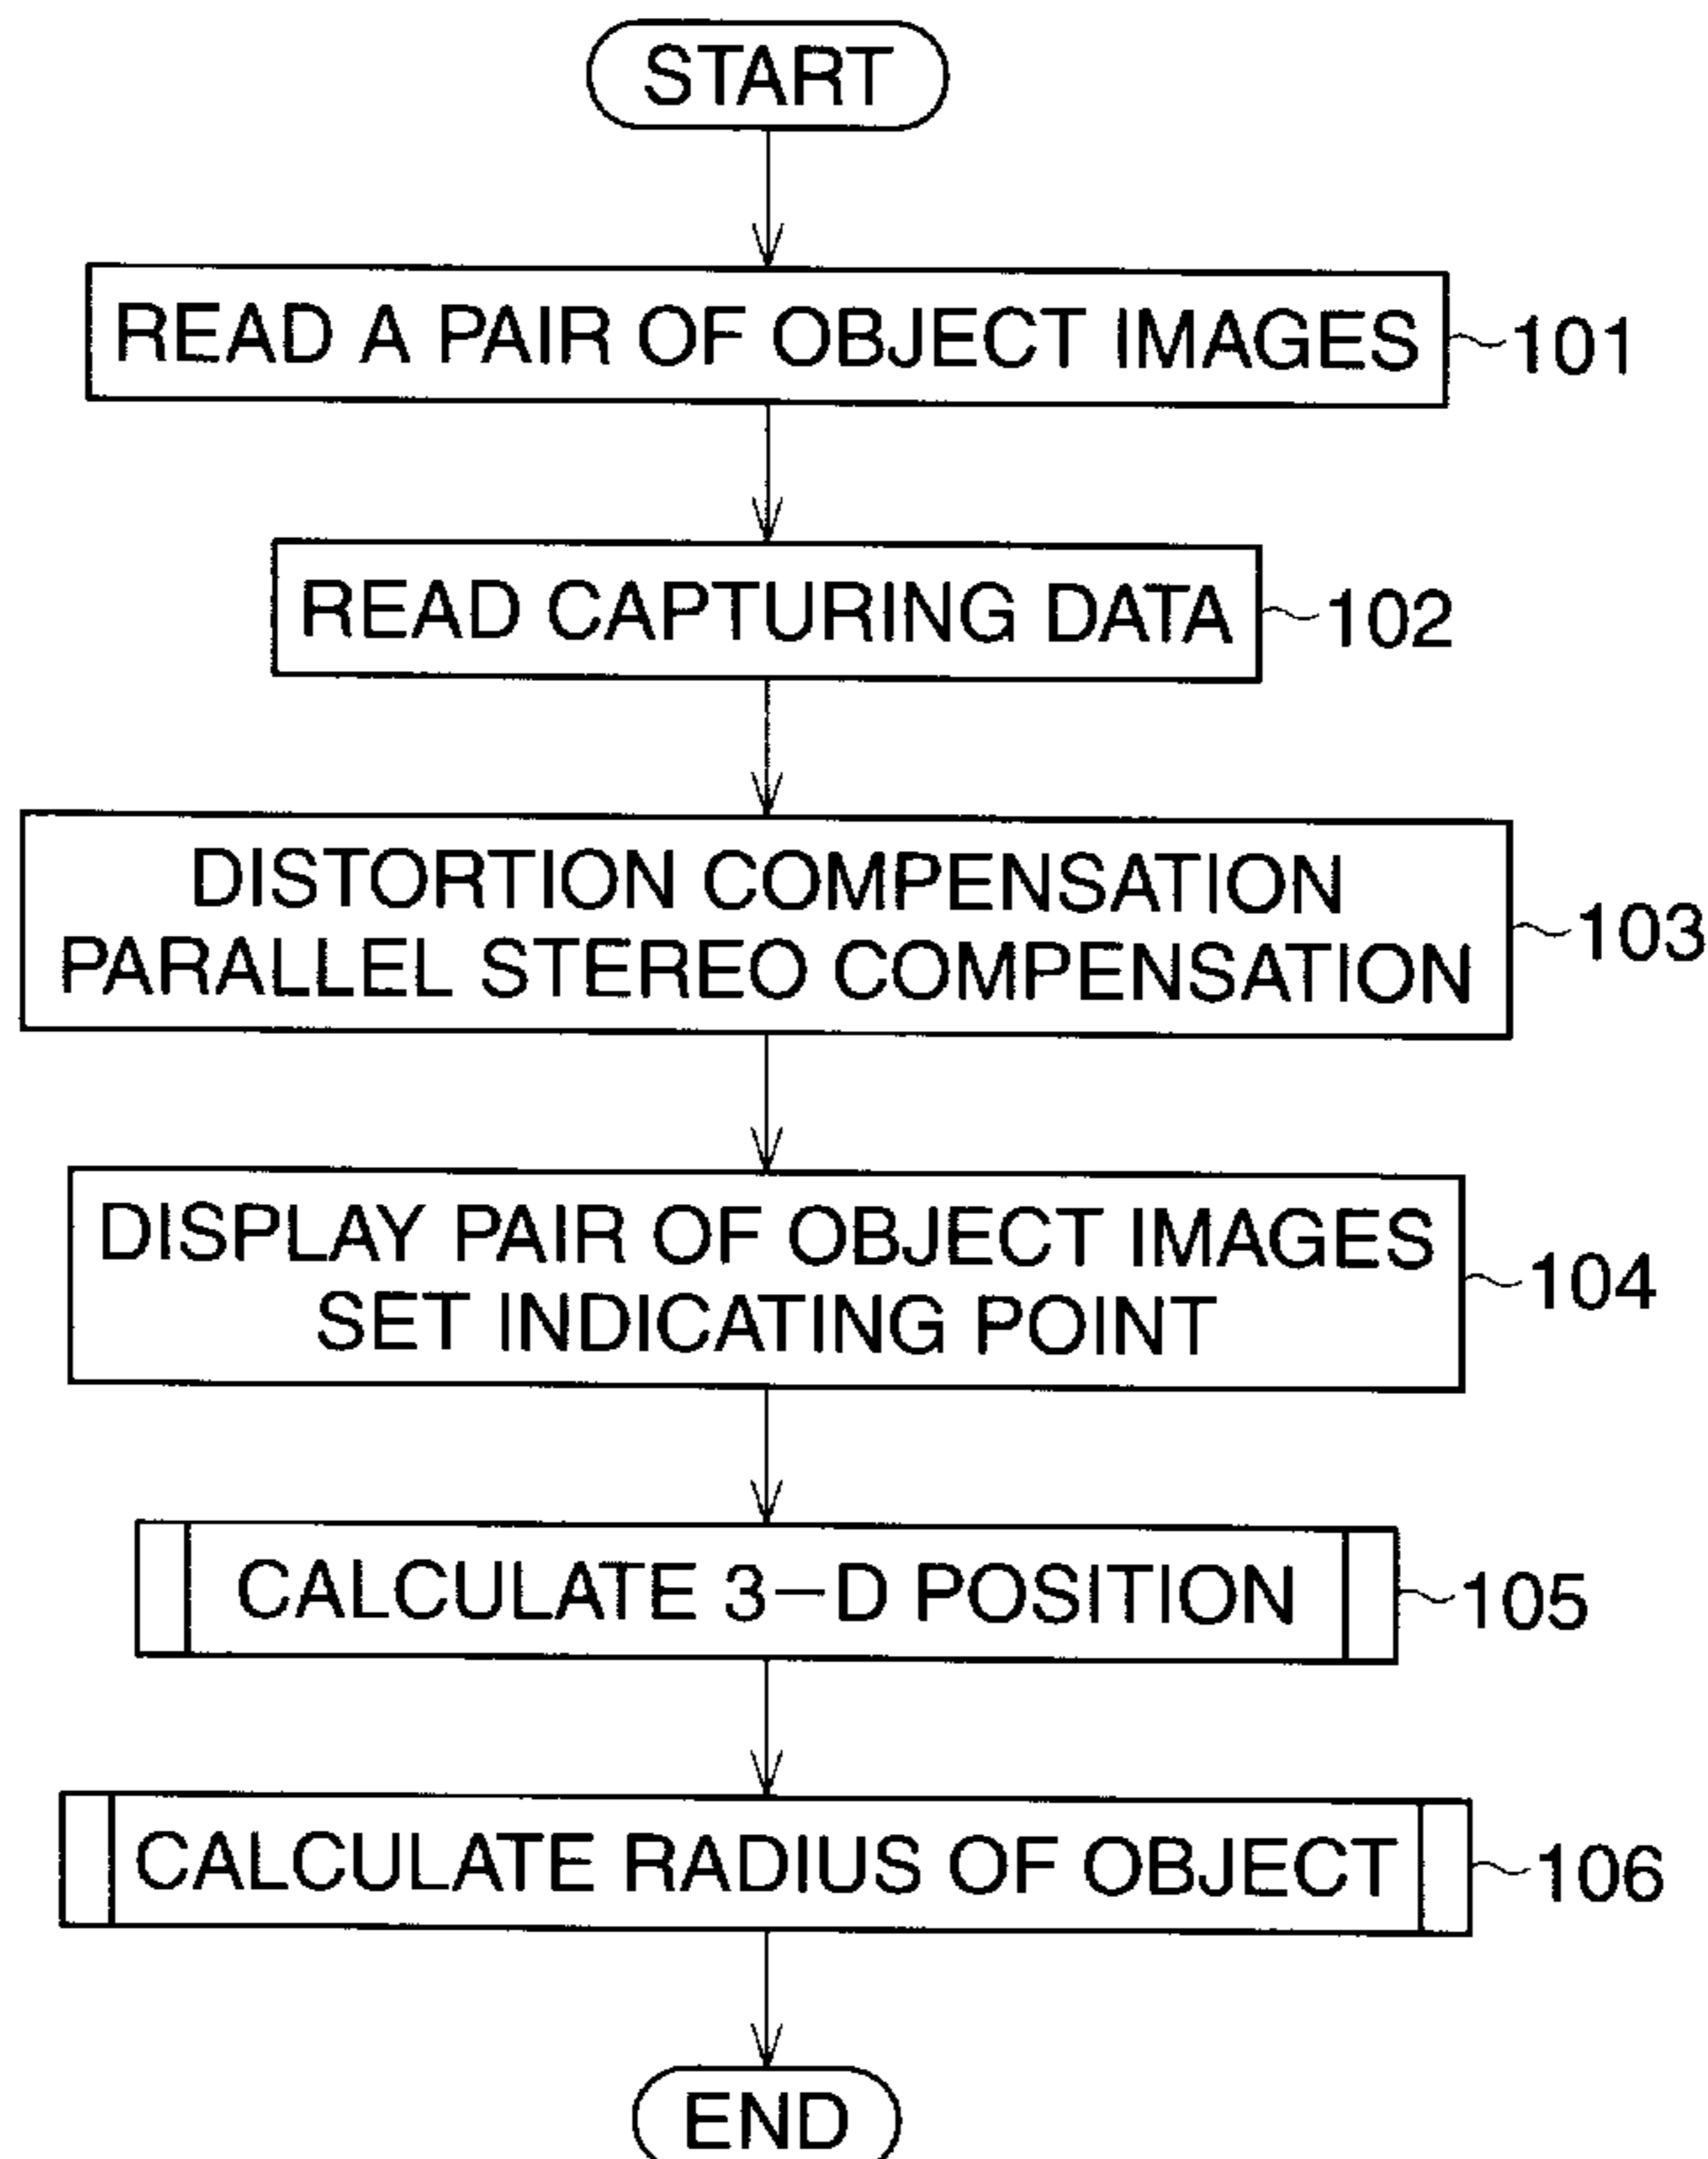 START
READ A PAIR OF OBJECT IMAGES
101
READ CAPTURING DATA
102
DISTORTION COMPENSATION
PARALLEL STEREO COMPENSATION
103
DISPLAY PAIR OF OBJECT IMAGES
SET INDICATING POINT
104
CALCULATE 3-D POSITION
105
CALCULATE RADIUS OF OBJECT
106
END